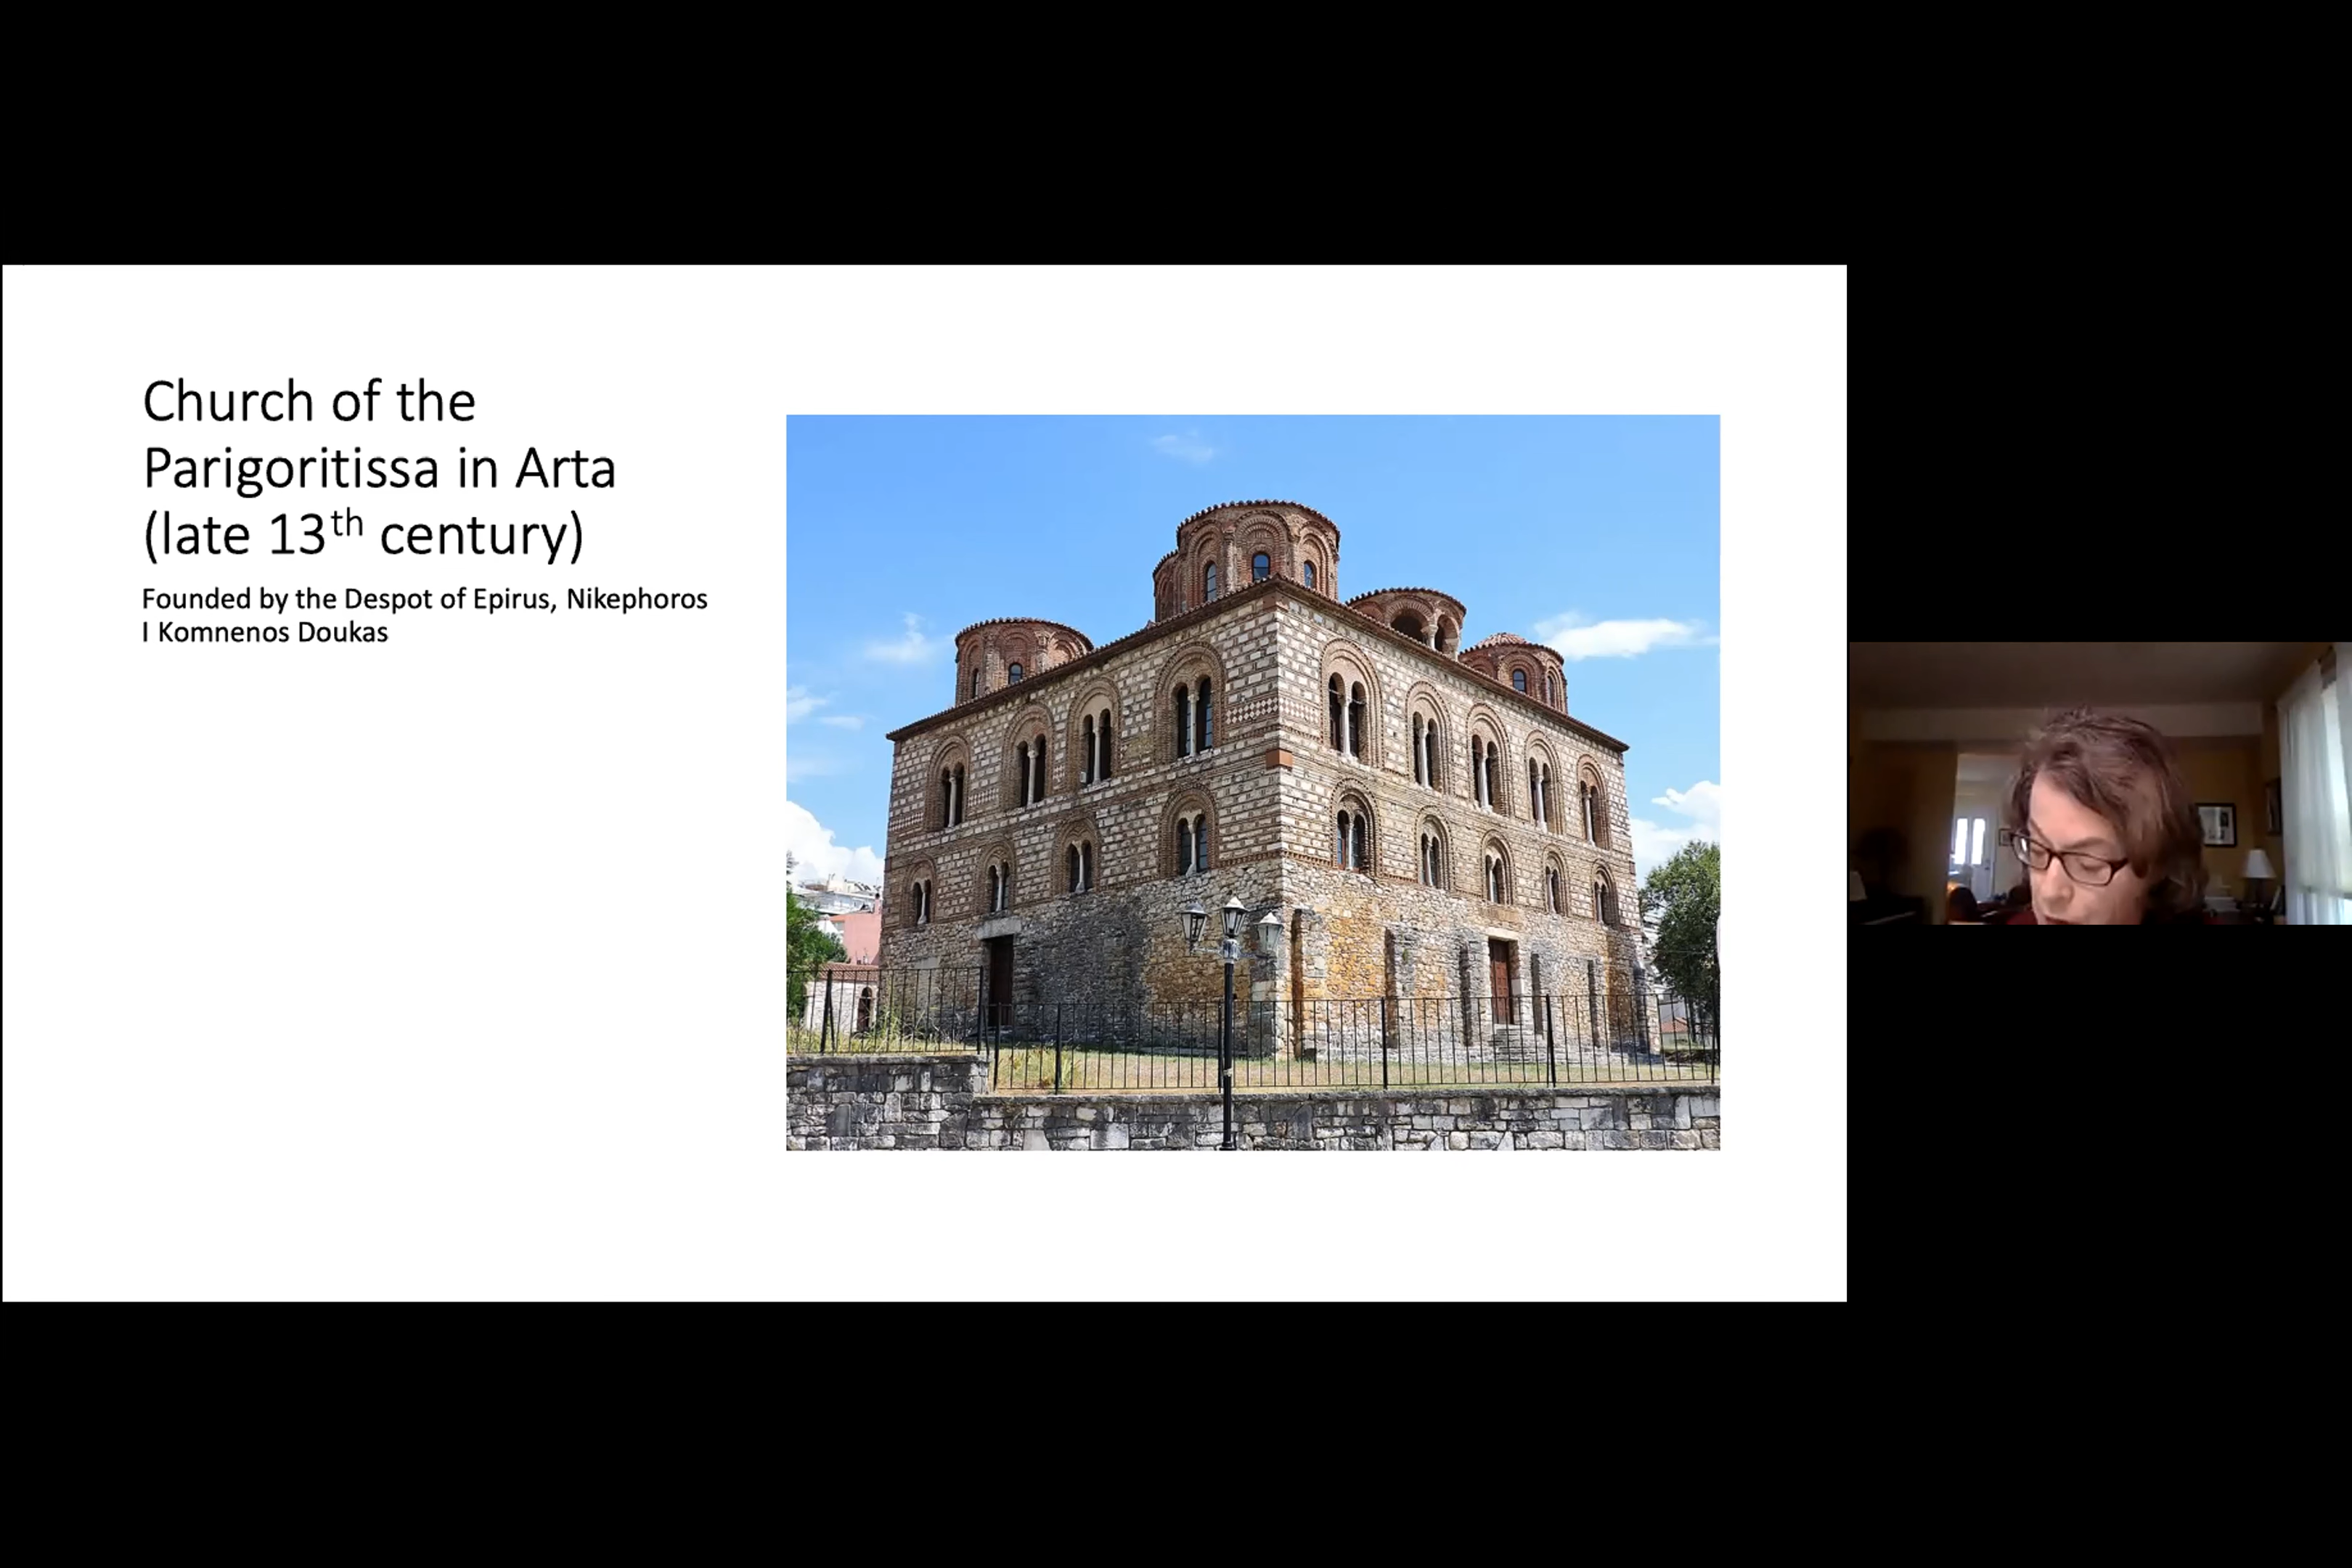 Church of the
Parigoritissa in Arta
(late 13th century)
Founded by the Despot of Epirus, Nikephoros
I Komnenos Doukas